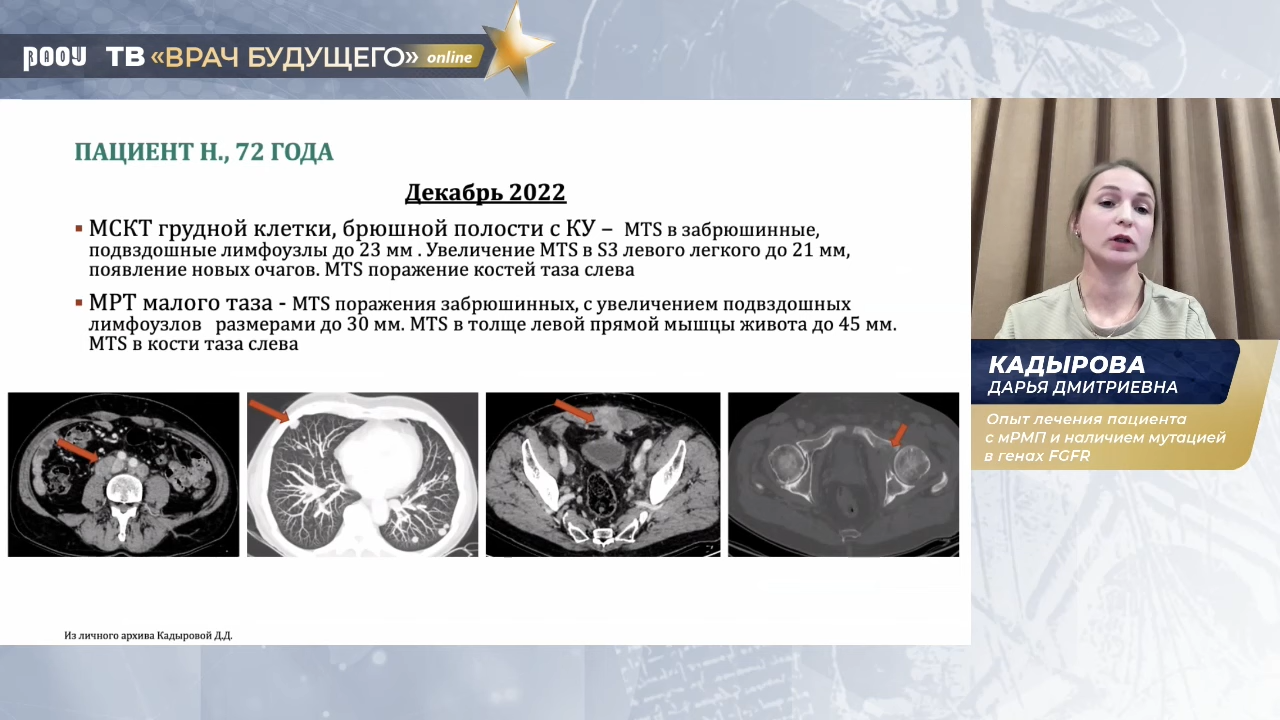 РООУ ТВ «ВРАЧ БУДУЩЕГО» online
ПАЦИЕНТ Н., 72 ГОДА
Декабрь 2022
▪ МСКТ грудной клетки, брюшной полости с КУ – MTS в забрюшинные,
подвздошные лимфоузлы до 23 мм . Увеличение MTS в S3 левого легкого до 21 мм,
появление новых очагов. MTS поражение костей таза слева
▪ МРТ малого таза - MTS поражения забрюшинных, с увеличением подвздошных
лимфоузлов размерами до 30 мм. MTS в толще левой прямой мышцы живота до 45 мм.
MTS в кости таза слева
Из личного архива Кадыровой Д.Д.
КАДЫРОВА
ДАРЬЯ ДМИТРИЕВНА
Опыт лечения пациента
с мРМП и наличием мутацией
в генах FGFR